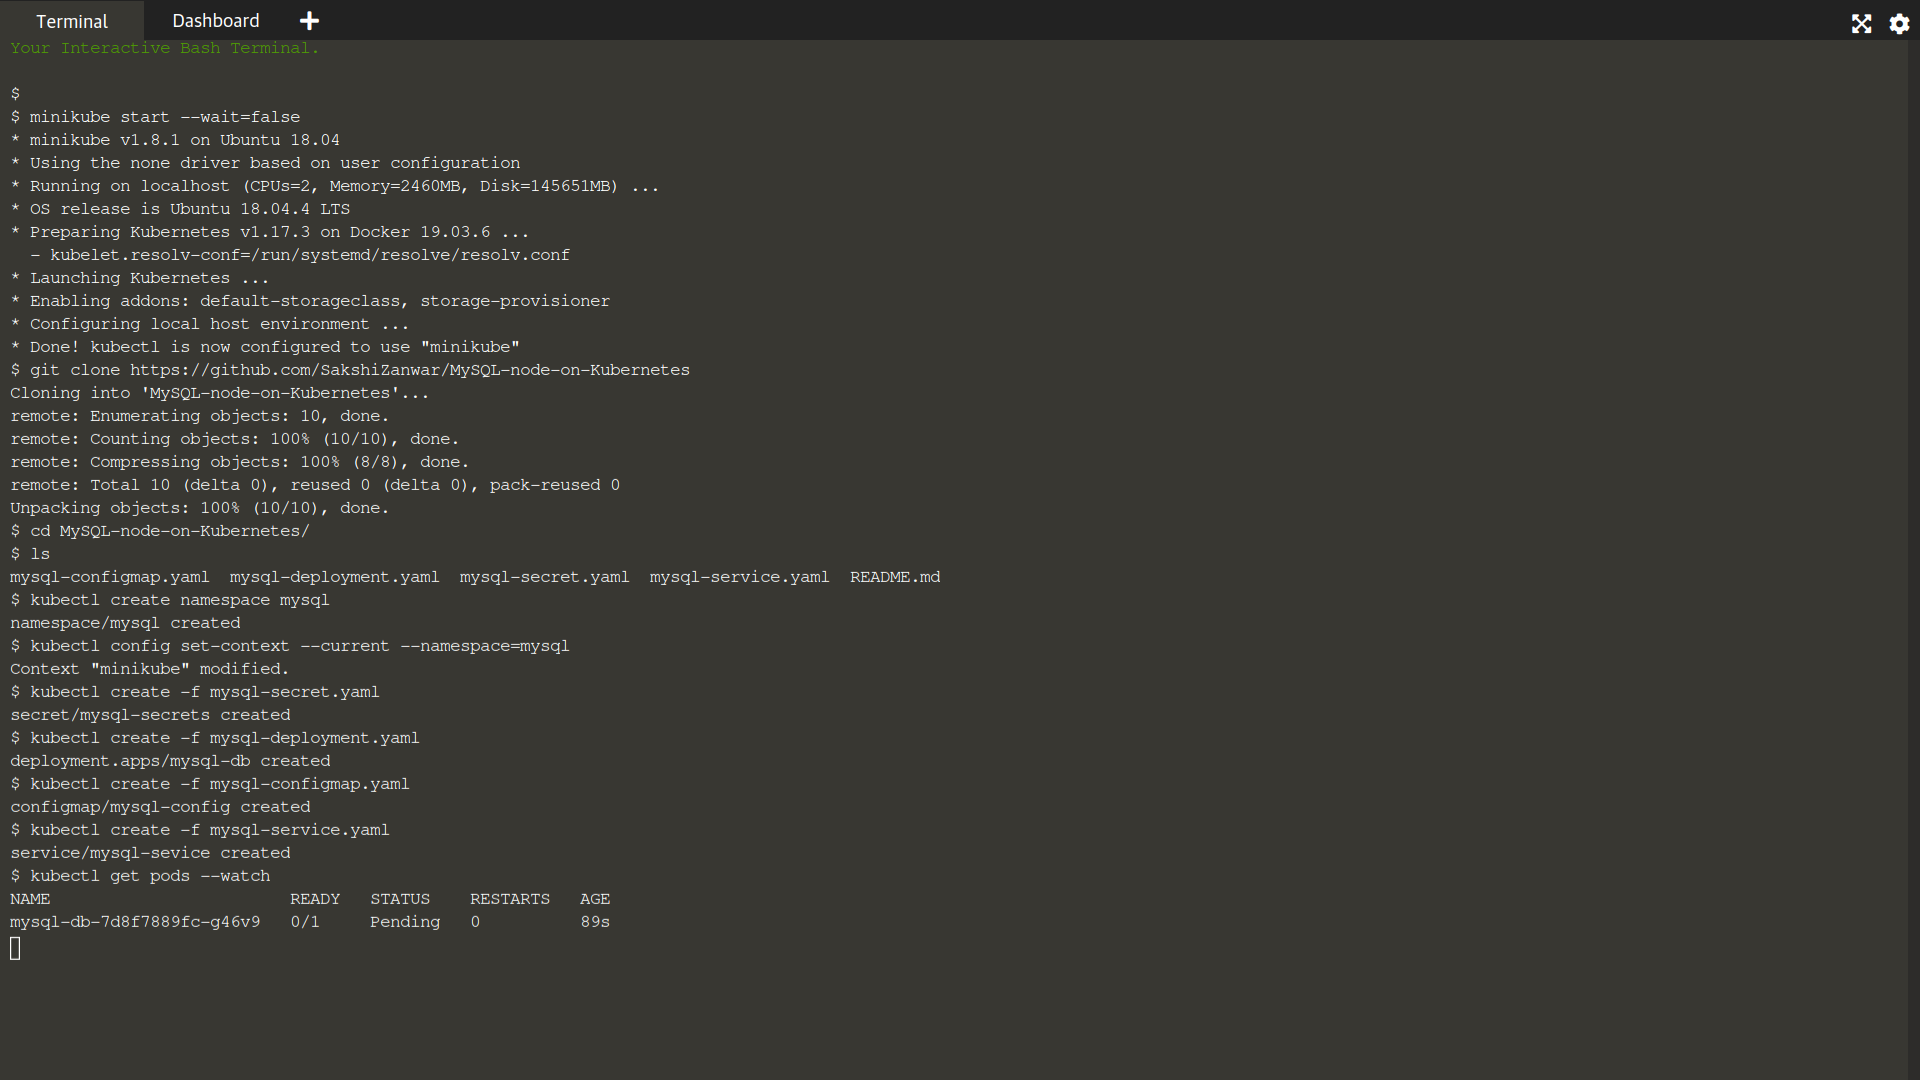 Terminal
Dashboard
Your Interactive Bash Terminal.
$
$ minikube start --wait=false
* minikube v1.8.1 on Ubuntu 18.04
* Using the none driver based on user configuration
* Running on localhost (CPUs=2, Memory=2460MB, Disk=145651MB) ...
* OS release is Ubuntu 18.04.4 LTS
* Preparing Kubernetes v1.17.3 on Docker 19.03.6 ...
  - kubelet.resolv-conf=/run/systemd/resolve/resolv.conf
* Launching Kubernetes ...
* Enabling addons: default-storageclass, storage-provisioner
* Configuring local host environment ...
* Done! kubectl is now configured to use "minikube"
$ git clone https://github.com/SakshiZanwar/MySQL-node-on-Kubernetes
Cloning into 'MySQL-node-on-Kubernetes'...
remote: Enumerating objects: 10, done.
remote: Counting objects: 100% (10/10), done.
remote: Compressing objects: 100% (8/8), done.
remote: Total 10 (delta 0), reused 0 (delta 0), pack-reused 0
Unpacking objects: 100% (10/10), done.
$ cd MySQL-node-on-Kubernetes/
$ ls
mysql-configmap.yaml  mysql-deployment.yaml  mysql-secret.yaml  mysql-service.yaml  README.md
$ kubectl create namespace mysql
namespace/mysql created
$ kubectl config set-context --current --namespace=mysql
Context "minikube" modified.
$ kubectl create -f mysql-secret.yaml
secret/mysql-secrets created
$ kubectl create -f mysql-deployment.yaml
deployment.apps/mysql-db created
$ kubectl create -f mysql-configmap.yaml
configmap/mysql-config created
$ kubectl create -f mysql-service.yaml
service/mysql-sevice created
$ kubectl get pods --watch
NAME                        READY   STATUS    RESTARTS   AGE
mysql-db-7d8f7889fc-g46v9   0/1     Pending   0          89s